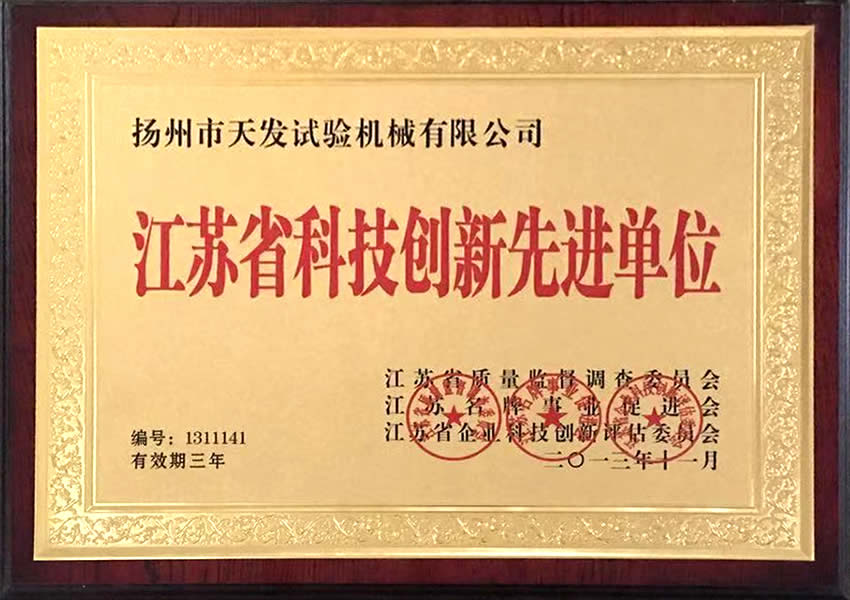 扬州市天发试验机械有限公司
江苏省科技创新先进单位
江苏省质量监督调查委员会
江苏名牌事业促进会
江苏省企业科技创新评估委员会
二〇一三年十一月
编号：1311141
有效期三年